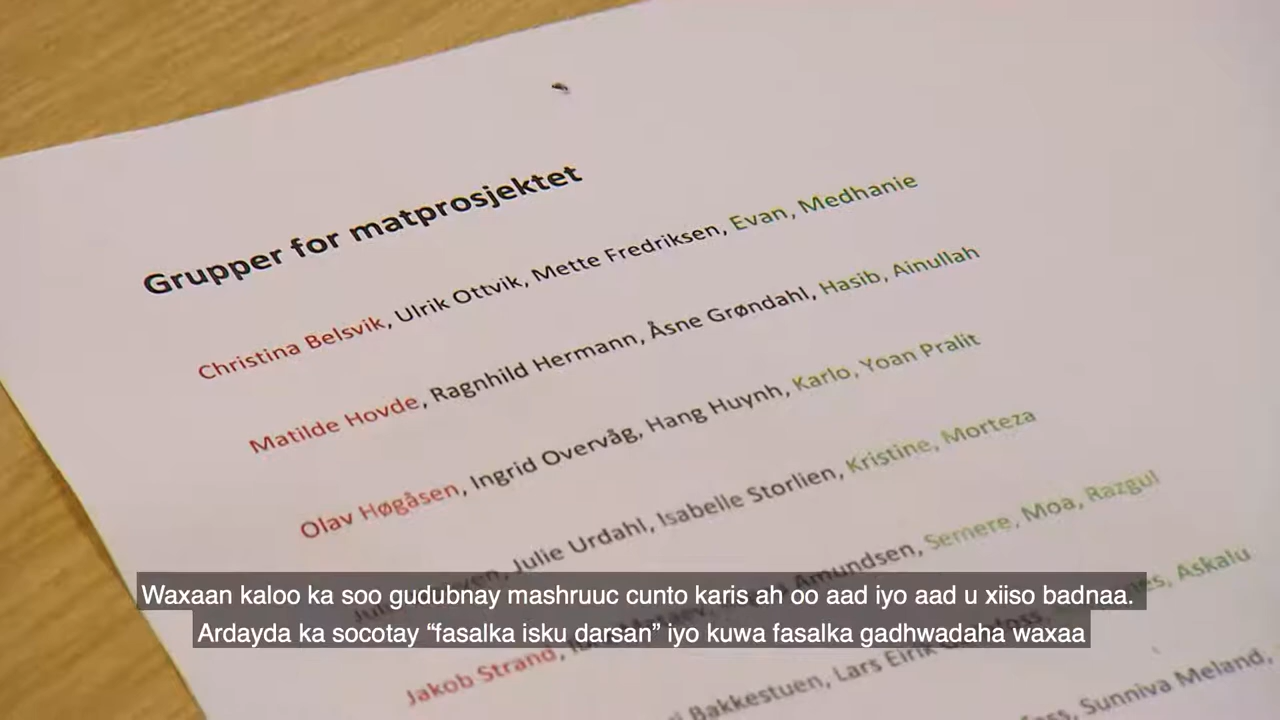 Grupper for matprosjektet
Christina Belsvik, Ulrik Ottvik, Mette Fredriksen, Evan, Medhanie
Matilde Hovde, Ragnhild Hermann, Åsne Grøndahl, Hasib, Ainullah
Olav Høgåsen, Ingrid Overvåg, Hang Huynh, Karlo, Yoan Pralit
Julie Urdahl, Isabelle Storlien, Kristine, Morteza
Jakob Strand, Amundsen, Semere, Moa, Razgul
Bakkestuen, Lars Eirik Askalu
Sunniva Meland,
Waxaan kaloo ka soo gudubnay mashruuc cunto karis ah oo aad iyo aad u xiiso badnaa.
Ardayda ka socotay “fasalka isku darsan” iyo kuwa fasalka gadhwadaha waxaa